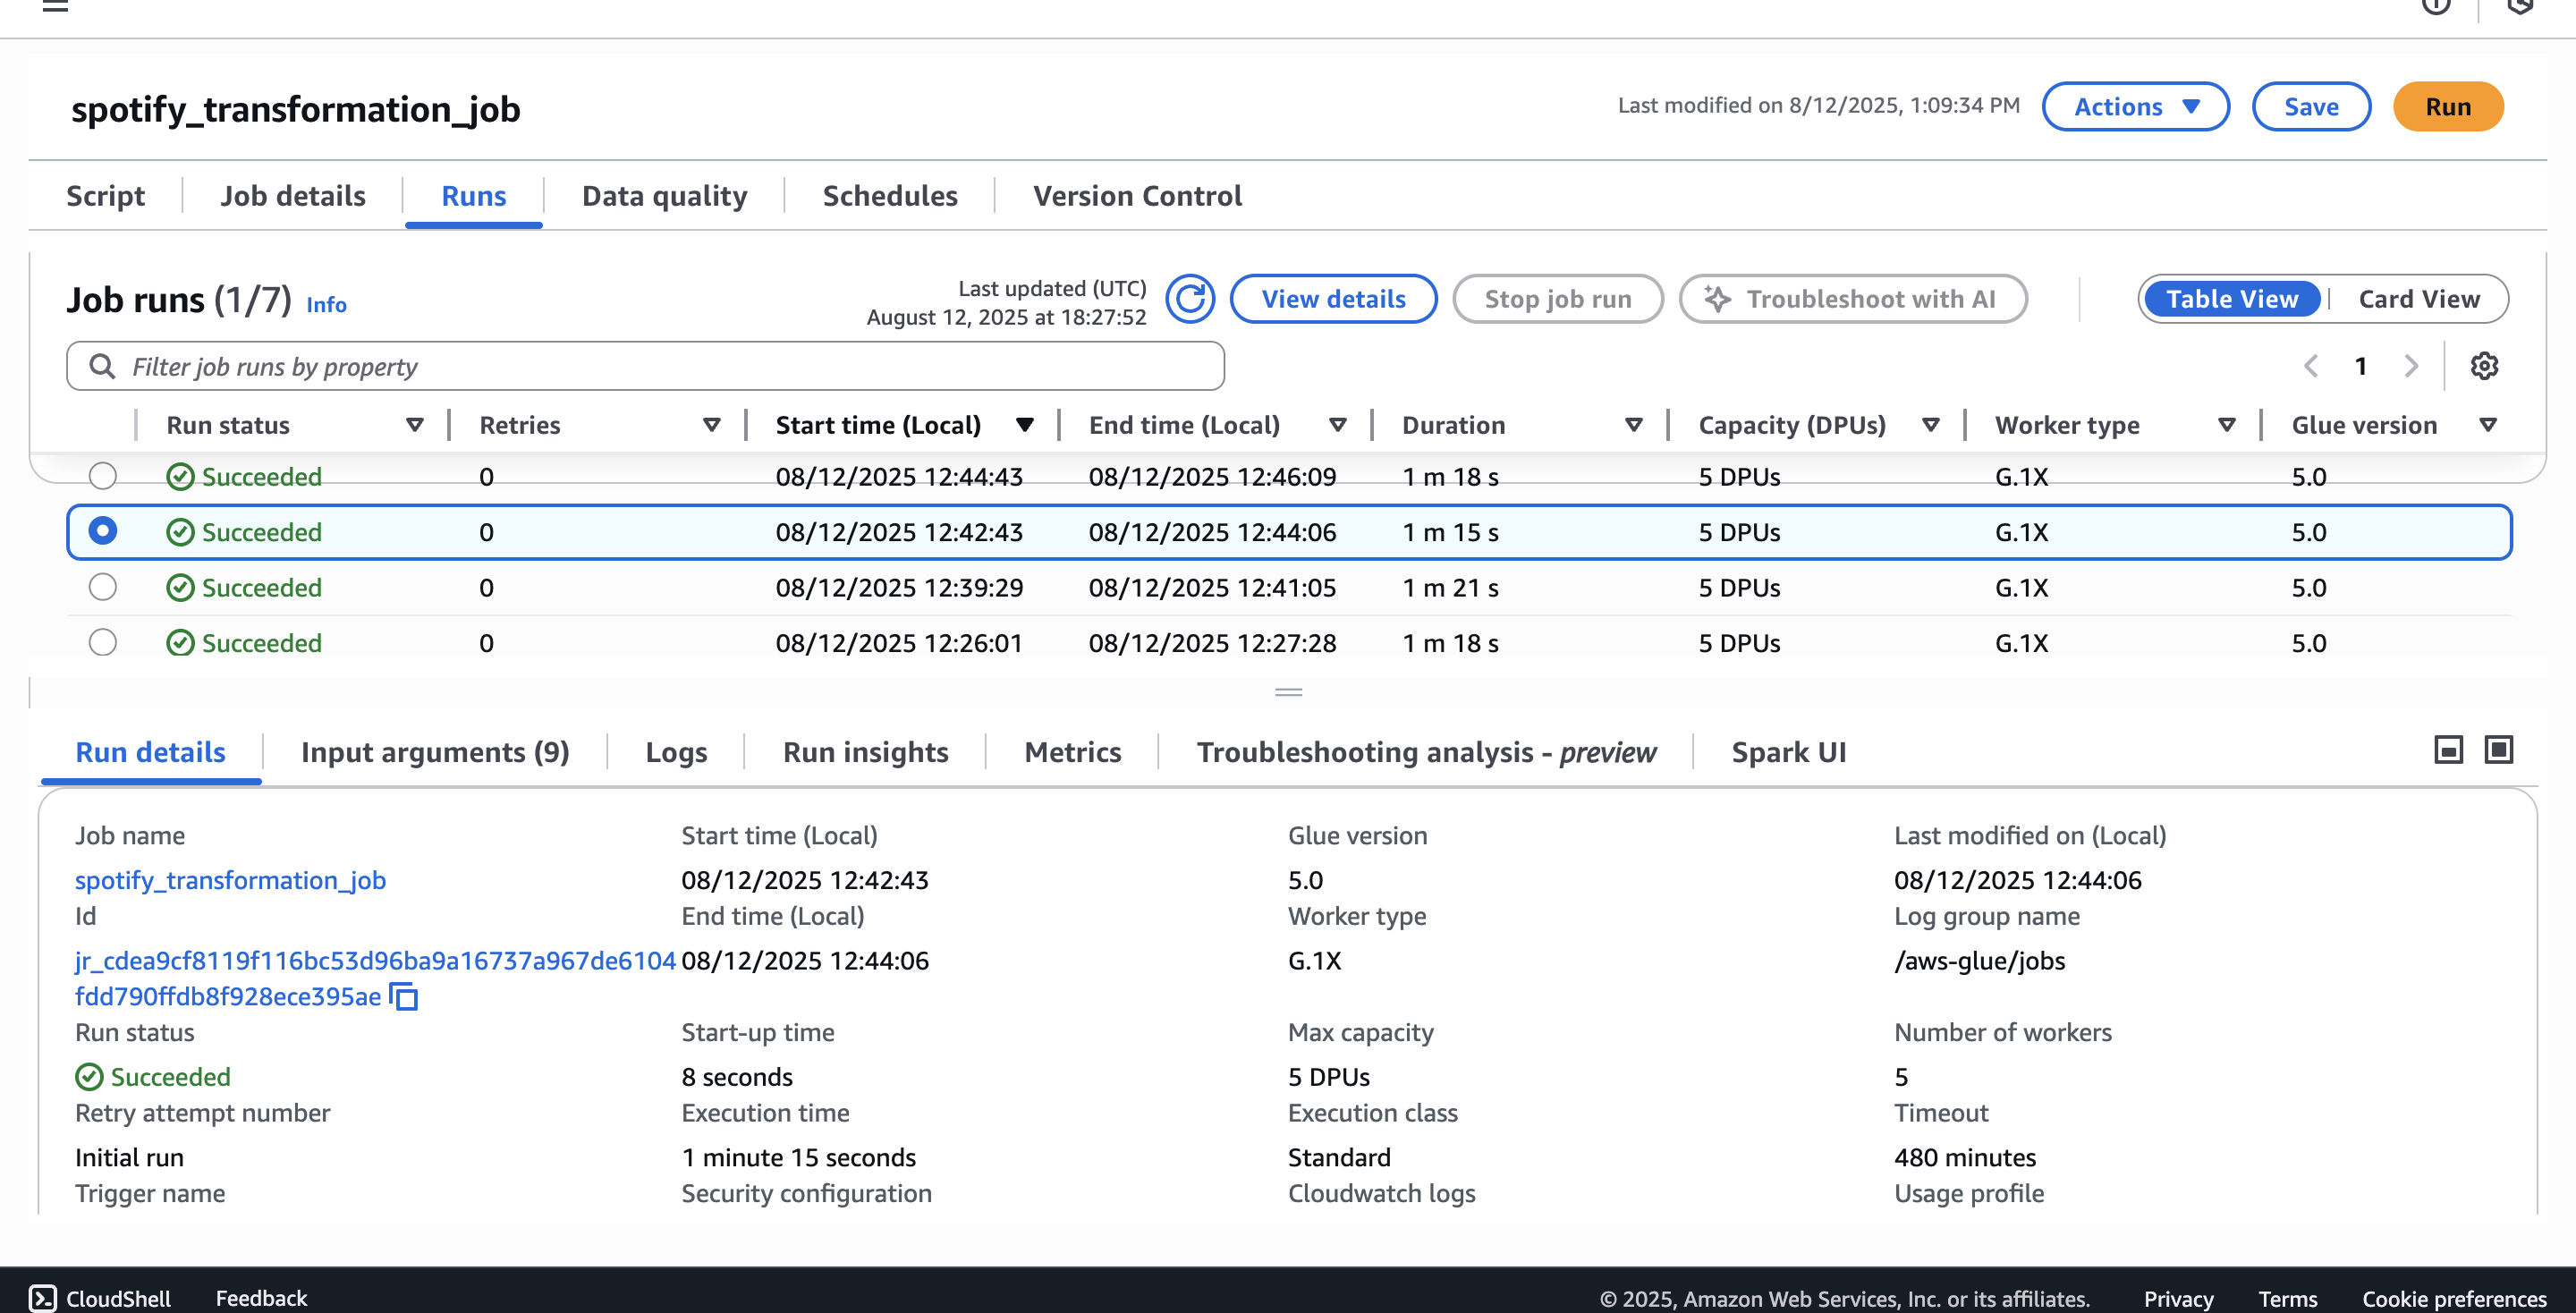 spotify_transformation_job
Last modified on 8/12/2025, 1:09:34 PM
Actions
Save
Run
Script
Job details
Runs
Data quality
Schedules
Version Control
Job runs (1/7) Info
Last updated (UTC)
August 12, 2025 at 18:27:52
View details
Stop job run
Troubleshoot with AI
Table View
Card View
Filter job runs by property
1
Run status Retries Start time (Local) End time (Local) Duration Capacity (DPUs) Worker type Glue version
Succeeded 0 08/12/2025 12:44:43 08/12/2025 12:46:09 1 m 18 s 5 DPUs G.1X 5.0
Succeeded 0 08/12/2025 12:42:43 08/12/2025 12:44:06 1 m 15 s 5 DPUs G.1X 5.0
Succeeded 0 08/12/2025 12:39:29 08/12/2025 12:41:05 1 m 21 s 5 DPUs G.1X 5.0
Succeeded 0 08/12/2025 12:26:01 08/12/2025 12:27:28 1 m 18 s 5 DPUs G.1X 5.0
Run details
Input arguments (9)
Logs
Run insights
Metrics
Troubleshooting analysis - preview
Spark UI
Job name Start time (Local) Glue version Last modified on (Local)
spotify_transformation_job 08/12/2025 12:42:43 5.0 08/12/2025 12:44:06
Id End time (Local) Worker type Log group name
jr_cdea9cf8119f116bc53d96ba9a16737a967de6104 08/12/2025 12:44:06 G.1X /aws-glue/jobs
fdd790ffdb8f928ece395ae
Run status Start-up time Max capacity Number of workers
Succeeded 8 seconds 5 DPUs 5
Retry attempt number Execution time Execution class Timeout
Initial run 1 minute 15 seconds Standard 480 minutes
Trigger name Security configuration Cloudwatch logs Usage profile
CloudShell Feedback © 2025, Amazon Web Services, Inc. or its affiliates. Privacy Terms Cookie preferences